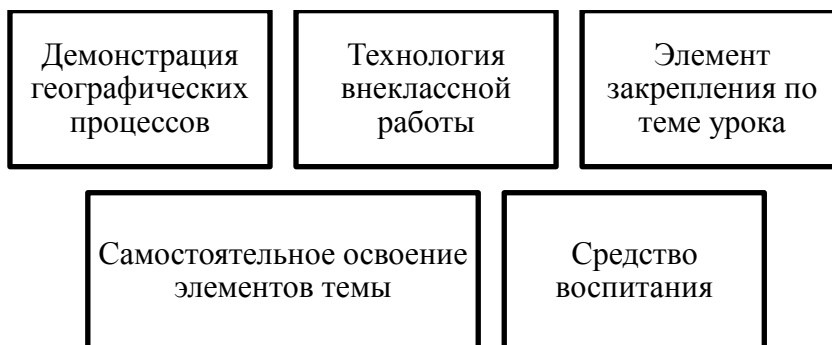 Демонстрация
географических
процессов
Технология
внеклассной
работы
Элемент
закрепления по
теме урока
Самостоятельное освоение
элементов темы
Средство
воспитания